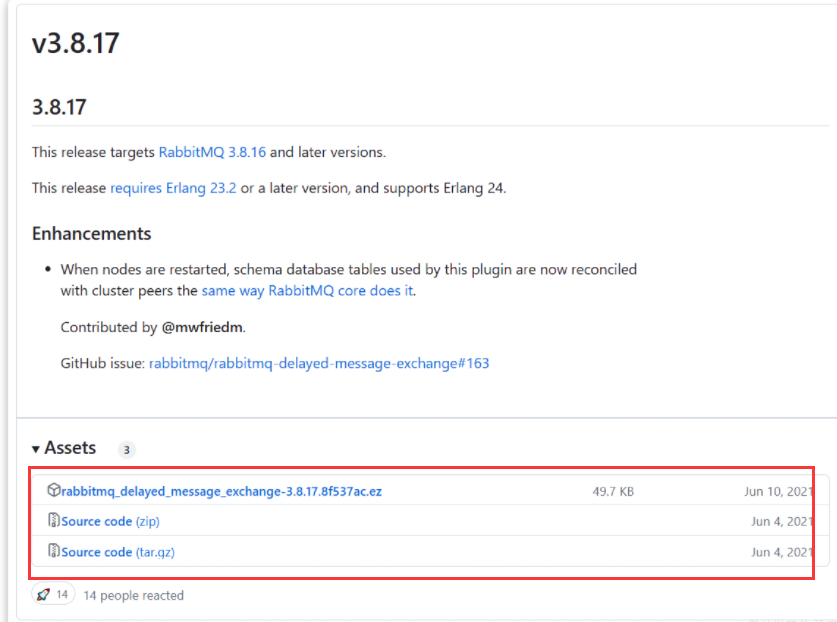 v3.8.17
3.8.17
This release targets RabbitMQ 3.8.16 and later versions.
This release requires Erlang 23.2 or a later version, and supports Erlang 24.
Enhancements
• When nodes are restarted, schema database tables used by this plugin are now reconciled
with cluster peers the same way RabbitMQ core does it.
Contributed by @mwfriedm.
GitHub issue: rabbitmq/rabbitmq-delayed-message-exchange#163
▾ Assets 3
rabbitmq_delayed_message_exchange-3.8.17.8f537ac.ez 49.7 KB Jun 10, 2021
Source code (zip) Jun 4, 2021
Source code (tar.gz) Jun 4, 2021
🚀 14 14 people reacted